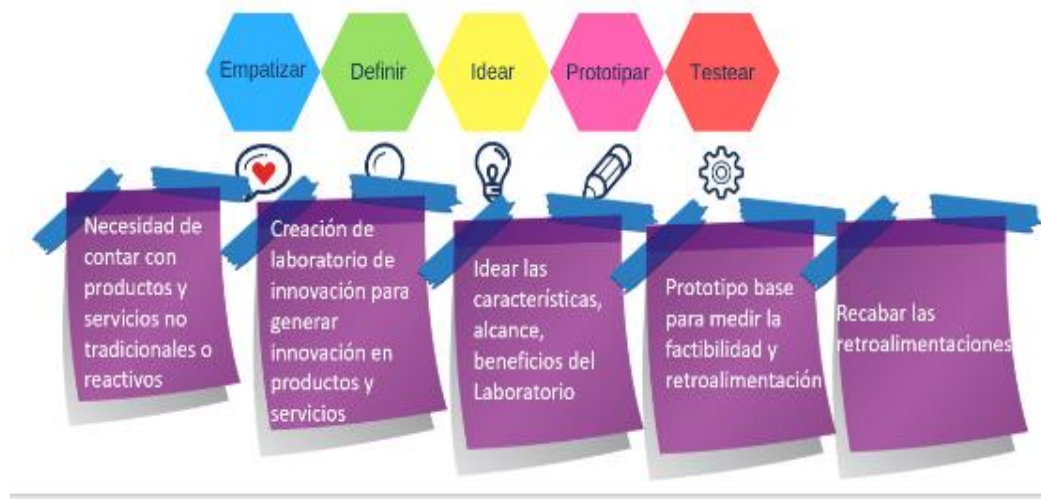 Empatizar
Definir
Idear
Prototipar
Testear
Necesidad de
contar con
productos y
servicios no
tradicionales o
reactivos
Creación de
laboratorio de
innovación para
generar
innovación en
productos y
servicios
Idear las
características,
alcance,
beneficios del
Laboratorio
Prototipo base
para medir la
factibilidad y
retroalimentación
Recabar las
retroalimentaciones